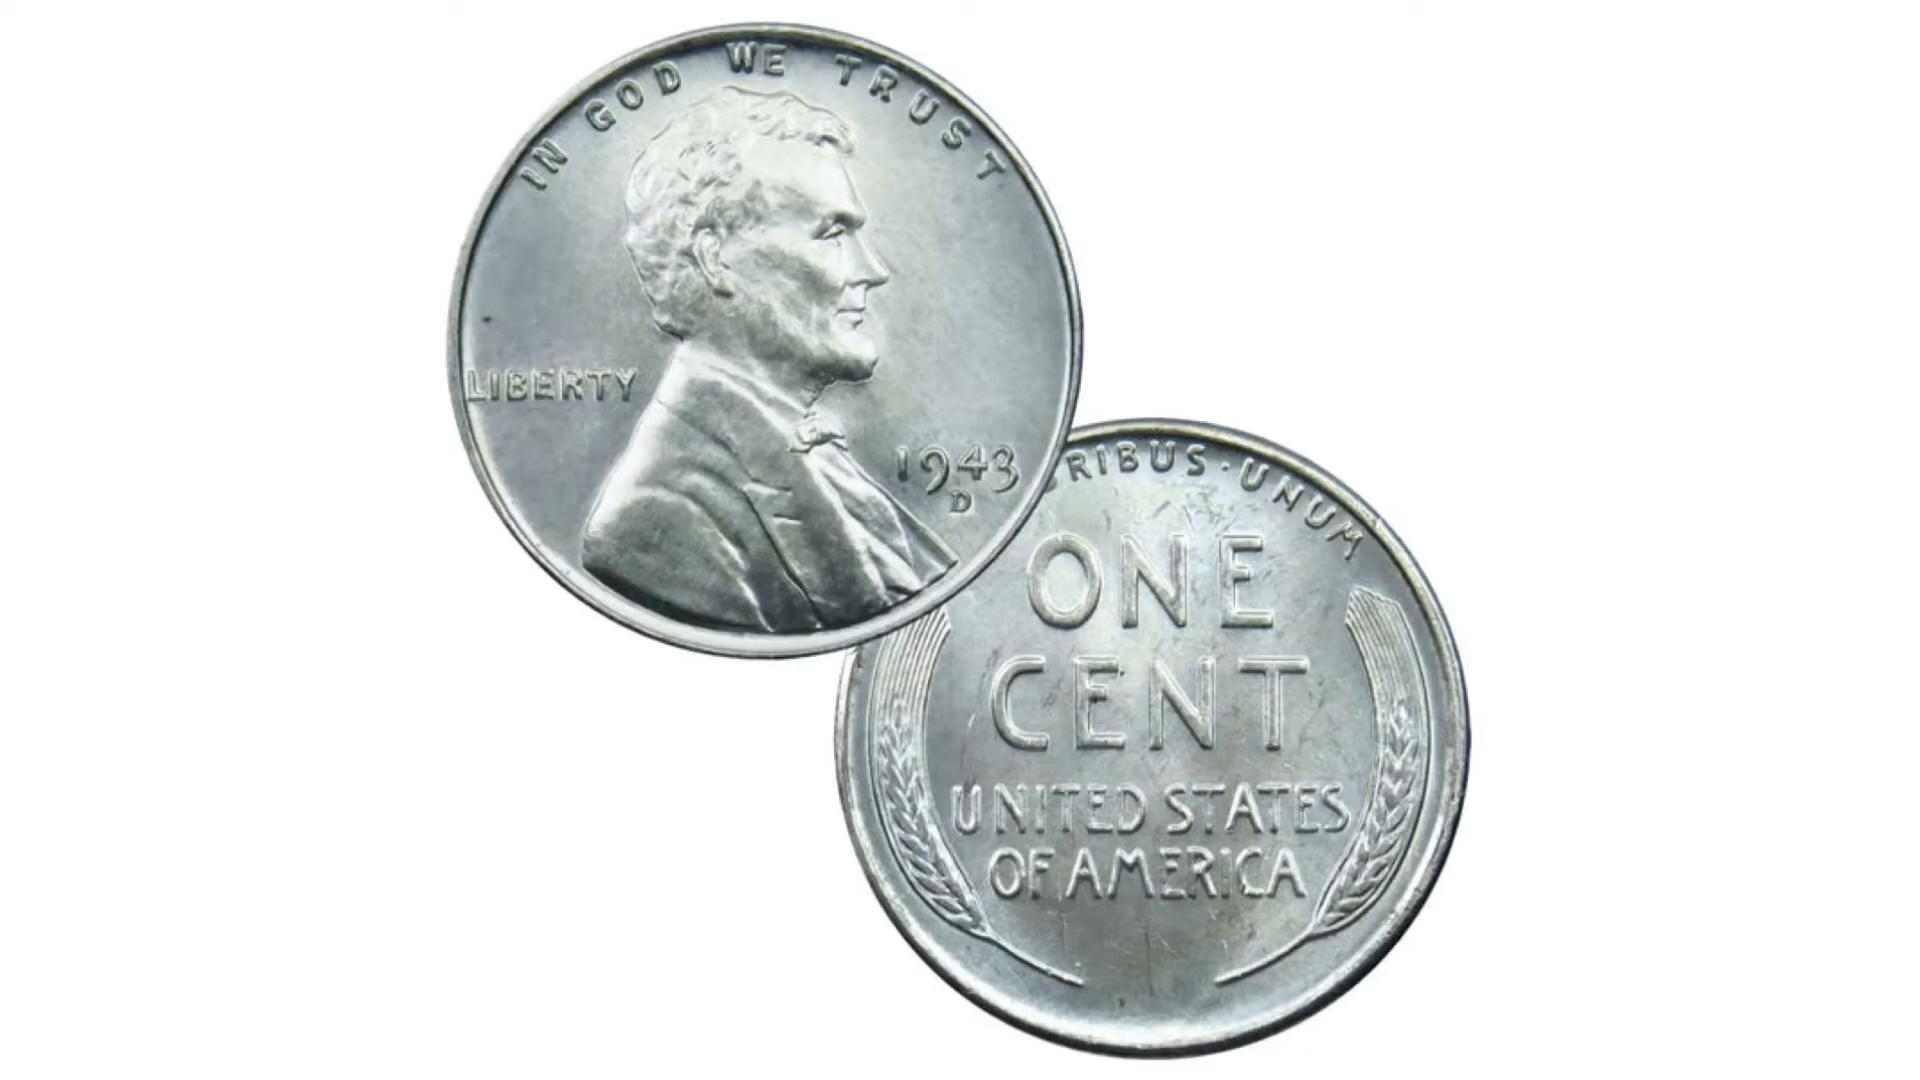 IN GOD WE TRUST
LIBERTY
1943
D
RIBUS · UNUM
ONE
CENT
UNITED STATES
OF AMERICA